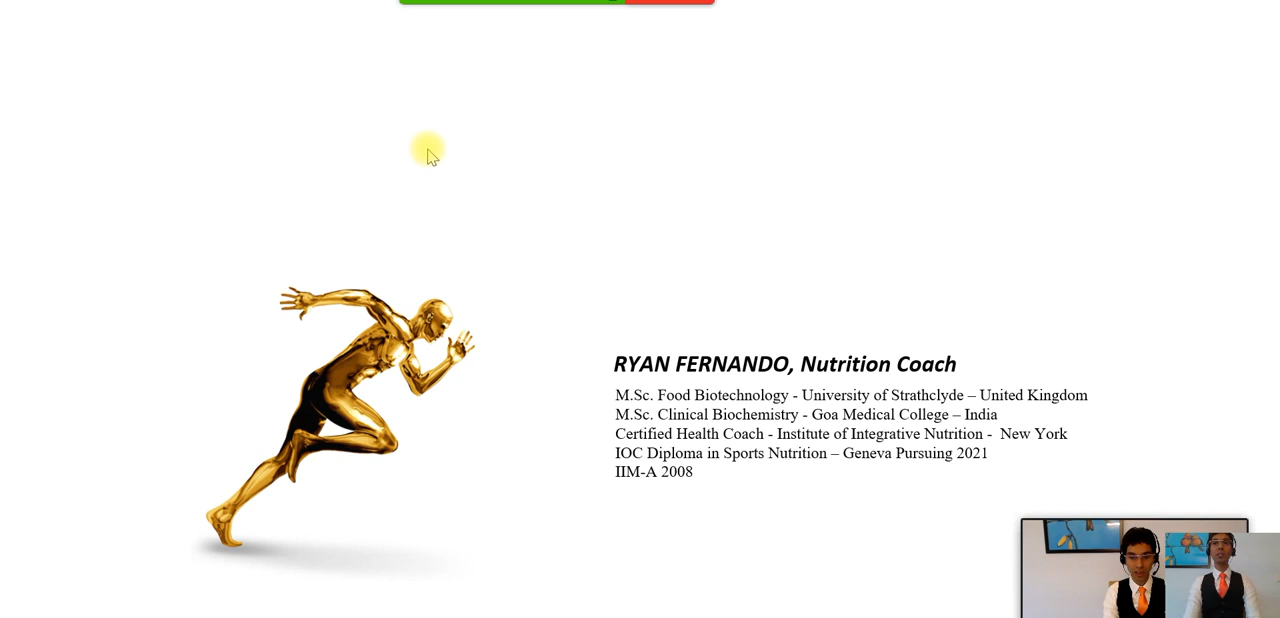 RYAN FERNANDO, Nutrition Coach
M.Sc. Food Biotechnology - University of Strathclyde – United Kingdom
M.Sc. Clinical Biochemistry - Goa Medical College – India
Certified Health Coach - Institute of Integrative Nutrition - New York
IOC Diploma in Sports Nutrition – Geneva Pursuing 2021
IIM-A 2008